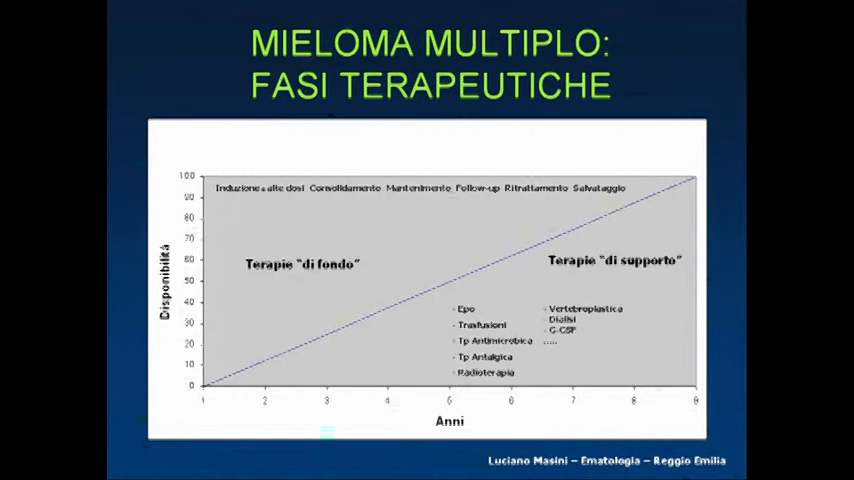 MIELOMA MULTIPLO:
FASI TERAPEUTICHE
100
90
80
70
60
50
40
30
20
10
0
Disponibilità
Induzione± alte dosi Consolidamento Mantenimento Follow-up Ritrattamento Salvataggio
Terapie “di fondo”
Terapie “di supporto”
- Epo
- Trasfusioni
- Tp Antimicrobica
- Tp Antalgica
- Radioterapia
- Vertebroplastica
- Dialisi
- G-CSF
.....
1 2 3 4 5 6 7 8 9
Anni
Luciano Masini – Ematologia – Reggio Emilia